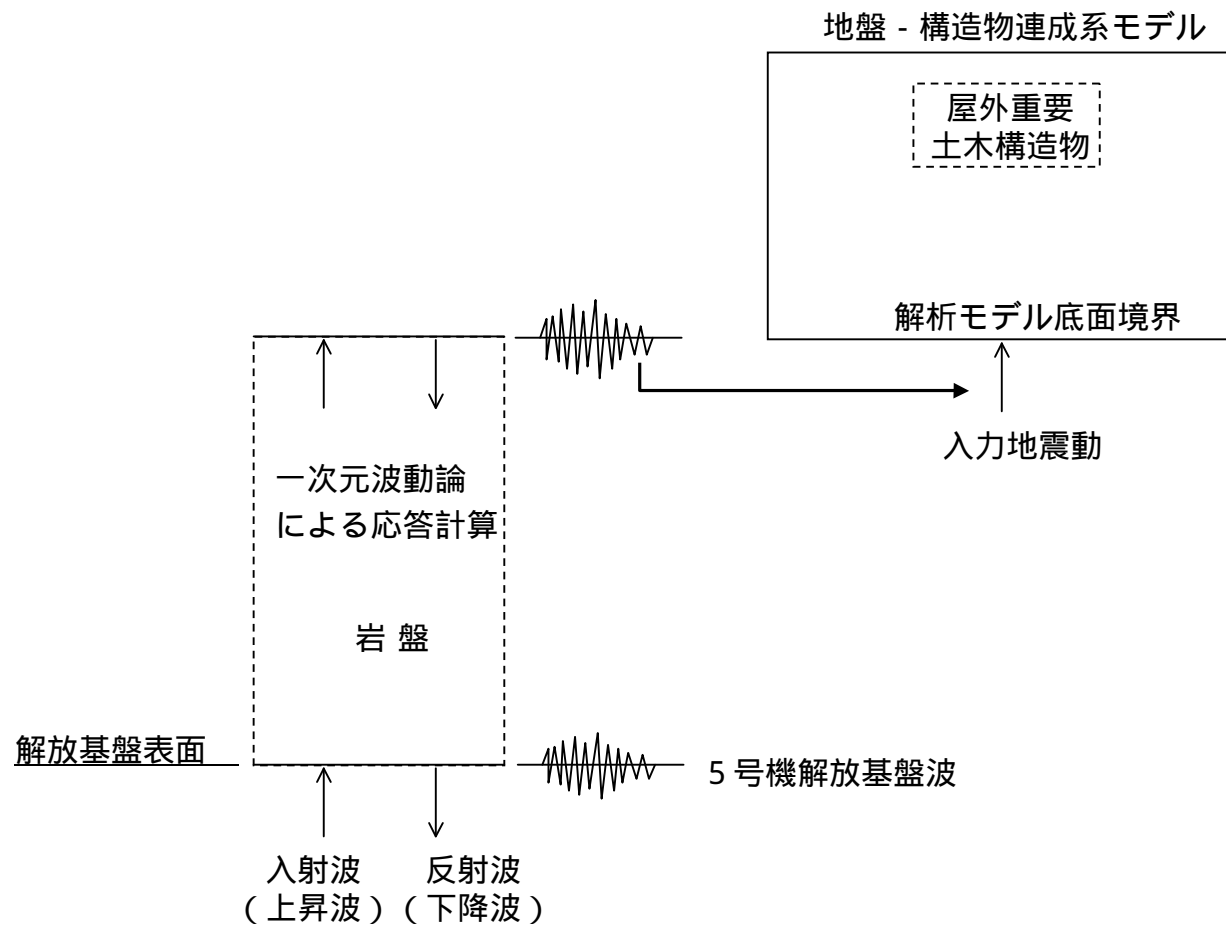 地盤‐構造物連成系モデル
屋外重要
土木構造物
解析モデル底面境界
入力地震動
一次元波動論
による応答計算
岩 盤
解放基盤表面
5号機解放基盤波
入射波
(上昇波)
反射波
(下降波)